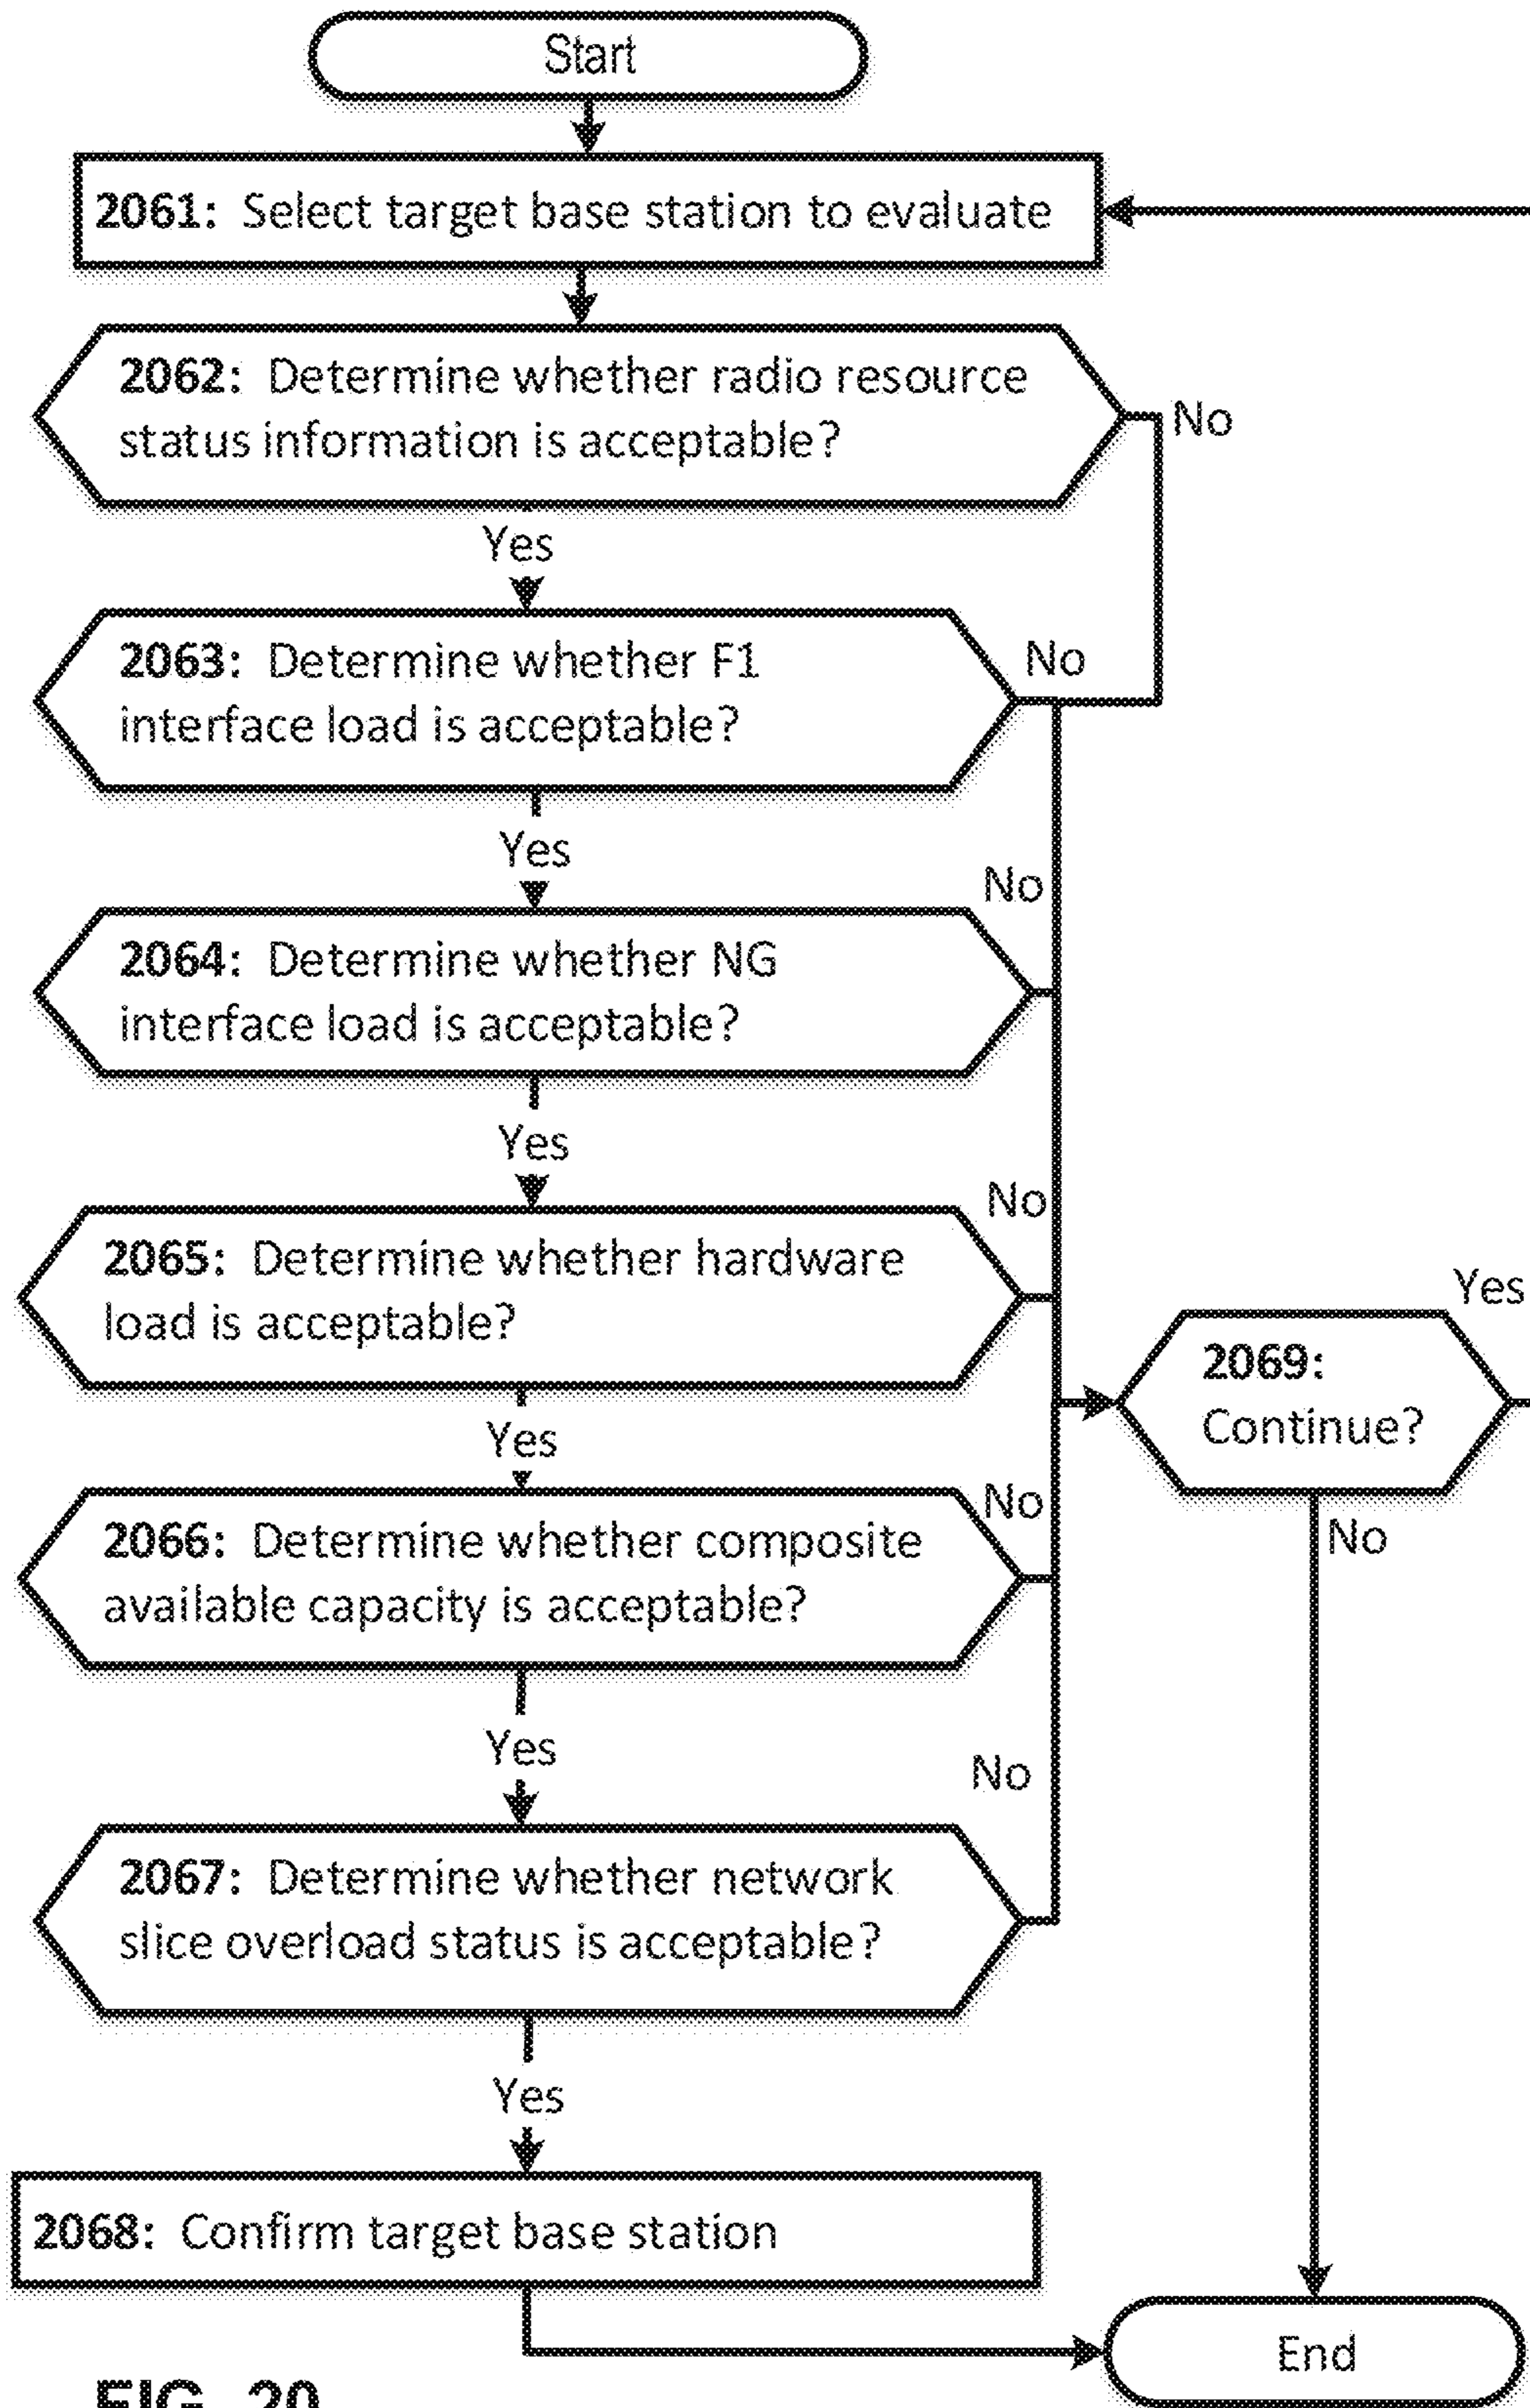 Start
2061: Select target base station to evaluate
2062: Determine whether radio resource
status information is acceptable?
No
Yes
2063: Determine whether F1
interface load is acceptable?
No
Yes
No
2064: Determine whether NG
interface load is acceptable?
Yes
No
2065: Determine whether hardware
load is acceptable?
Yes
2069:
Continue?
Yes
No
No
2066: Determine whether composite
available capacity is acceptable?
Yes
No
2067: Determine whether network
slice overload status is acceptable?
Yes
2068: Confirm target base station
End
FIG. 20